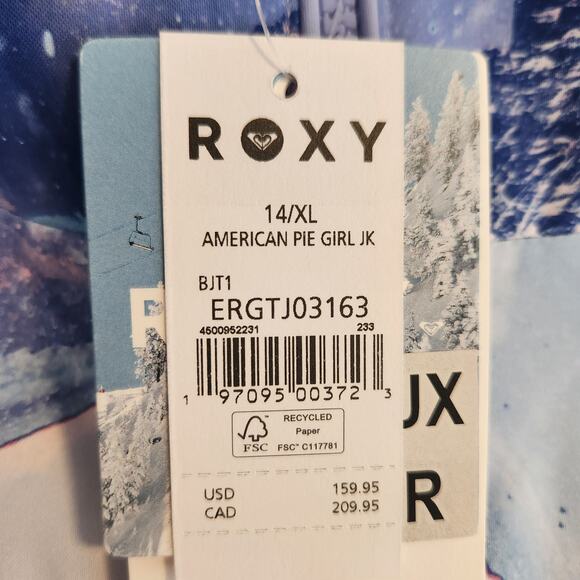 ROXY
14/XL
AMERICAN PIE GIRL JK
BJT1
ERGTJ03163
4500952231 233
1 97095 00372 3
FSC
RECYCLED
Paper
FSC™ C117781
USD 159.95
CAD 209.95
UX
R